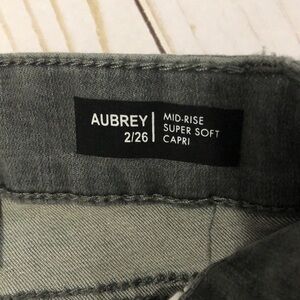 AUBREY
2/26
MID-RISE
SUPER SOFT
CAPRI